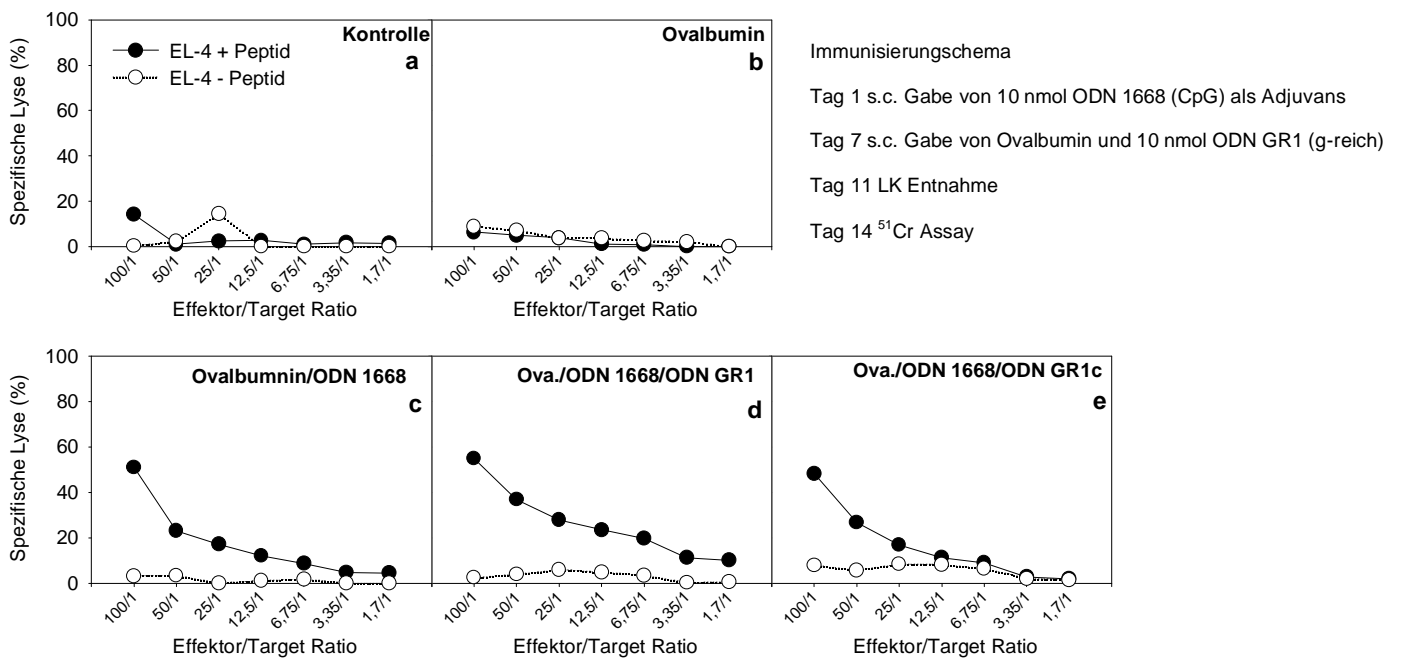 Spezifische Lyse (%)
100
80
60
40
20
0
EL-4 + Peptid
EL-4 - Peptid
Kontrolle
a
100/1 50/1 25/1 12,5/1 6,75/1 3,35/1 1,7/1
Effektor/Target Ratio
Ovalbumin
b
100/1 50/1 25/1 12,5/1 6,75/1 3,35/1 1,7/1
Effektor/Target Ratio
Immunisierungschema
Tag 1 s.c. Gabe von 10 nmol ODN 1668 (CpG) als Adjuvans
Tag 7 s.c. Gabe von Ovalbumin und 10 nmol ODN GR1 (g-reich)
Tag 11 LK Entnahme
Tag 14 51Cr Assay
Spezifische Lyse (%)
100
80
60
40
20
0
Ovalbumnin/ODN 1668
c
100/1 50/1 25/1 12,5/1 6,75/1 3,35/1 1,7/1
Effektor/Target Ratio
Ova./ODN 1668/ODN GR1
d
100/1 50/1 25/1 12,5/1 6,75/1 3,35/1 1,7/1
Effektor/Target Ratio
Ova./ODN 1668/ODN GR1c
e
100/1 50/1 25/1 12,5/1 6,75/1 3,35/1 1,7/1
Effektor/Target Ratio